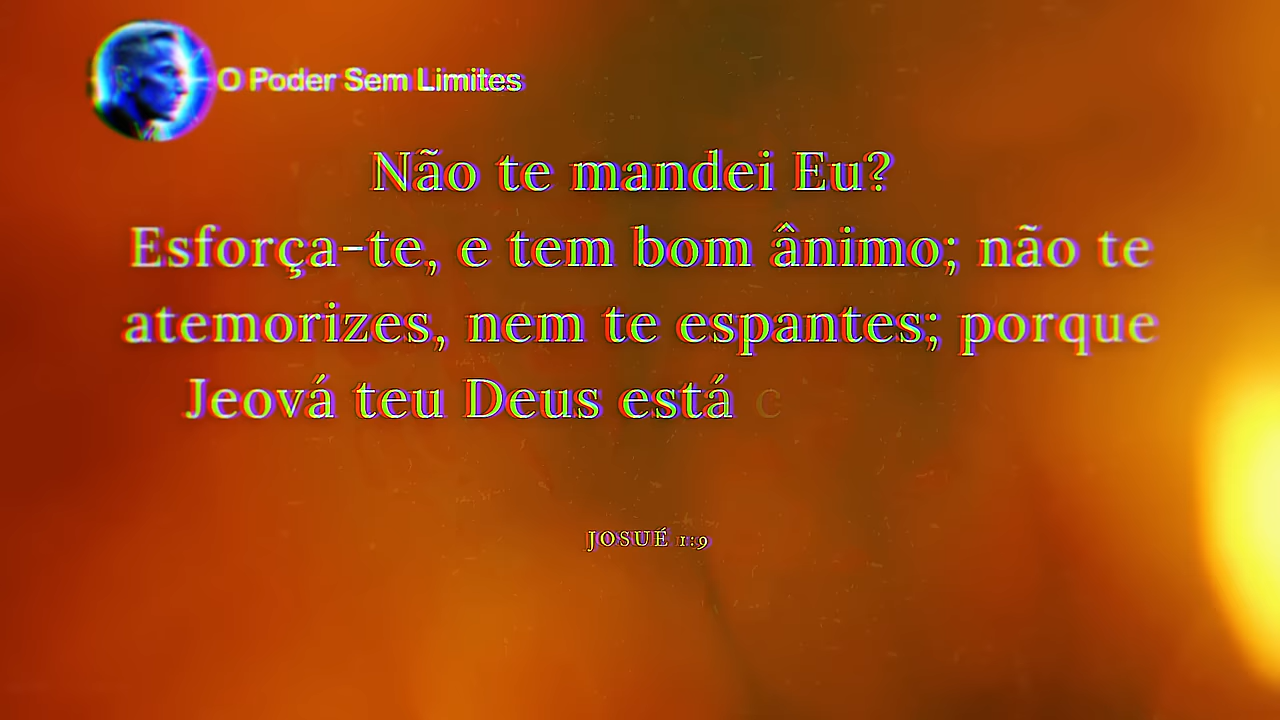 O Poder Sem Limites
Não te mandei Eu?
Esforça-te, e tem bom ânimo; não te
atemorizes, nem te espantes; porque
Jeová teu Deus está c
JOSUÉ 1:9